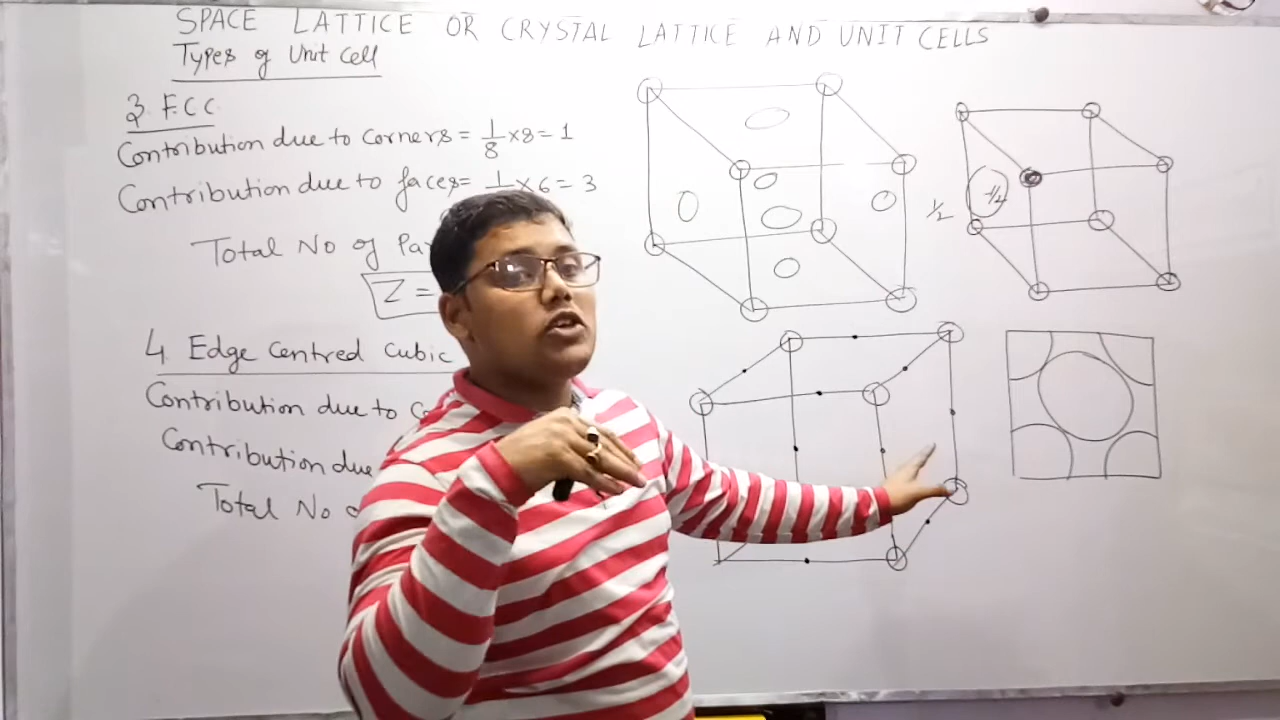 SPACE LATTICE OR CRYSTAL LATTICE AND UNIT CELLS
Types of Unit Cell
3 F.C.C
Contribution due to corners = 1/8 × 8 = 1
Contribution due to faces = 1/ × 6 = 3
Total No of Par
Z =
1/2
1/2
4. Edge Centred Cubic
Contribution due to Co
Contribution due
Total No o